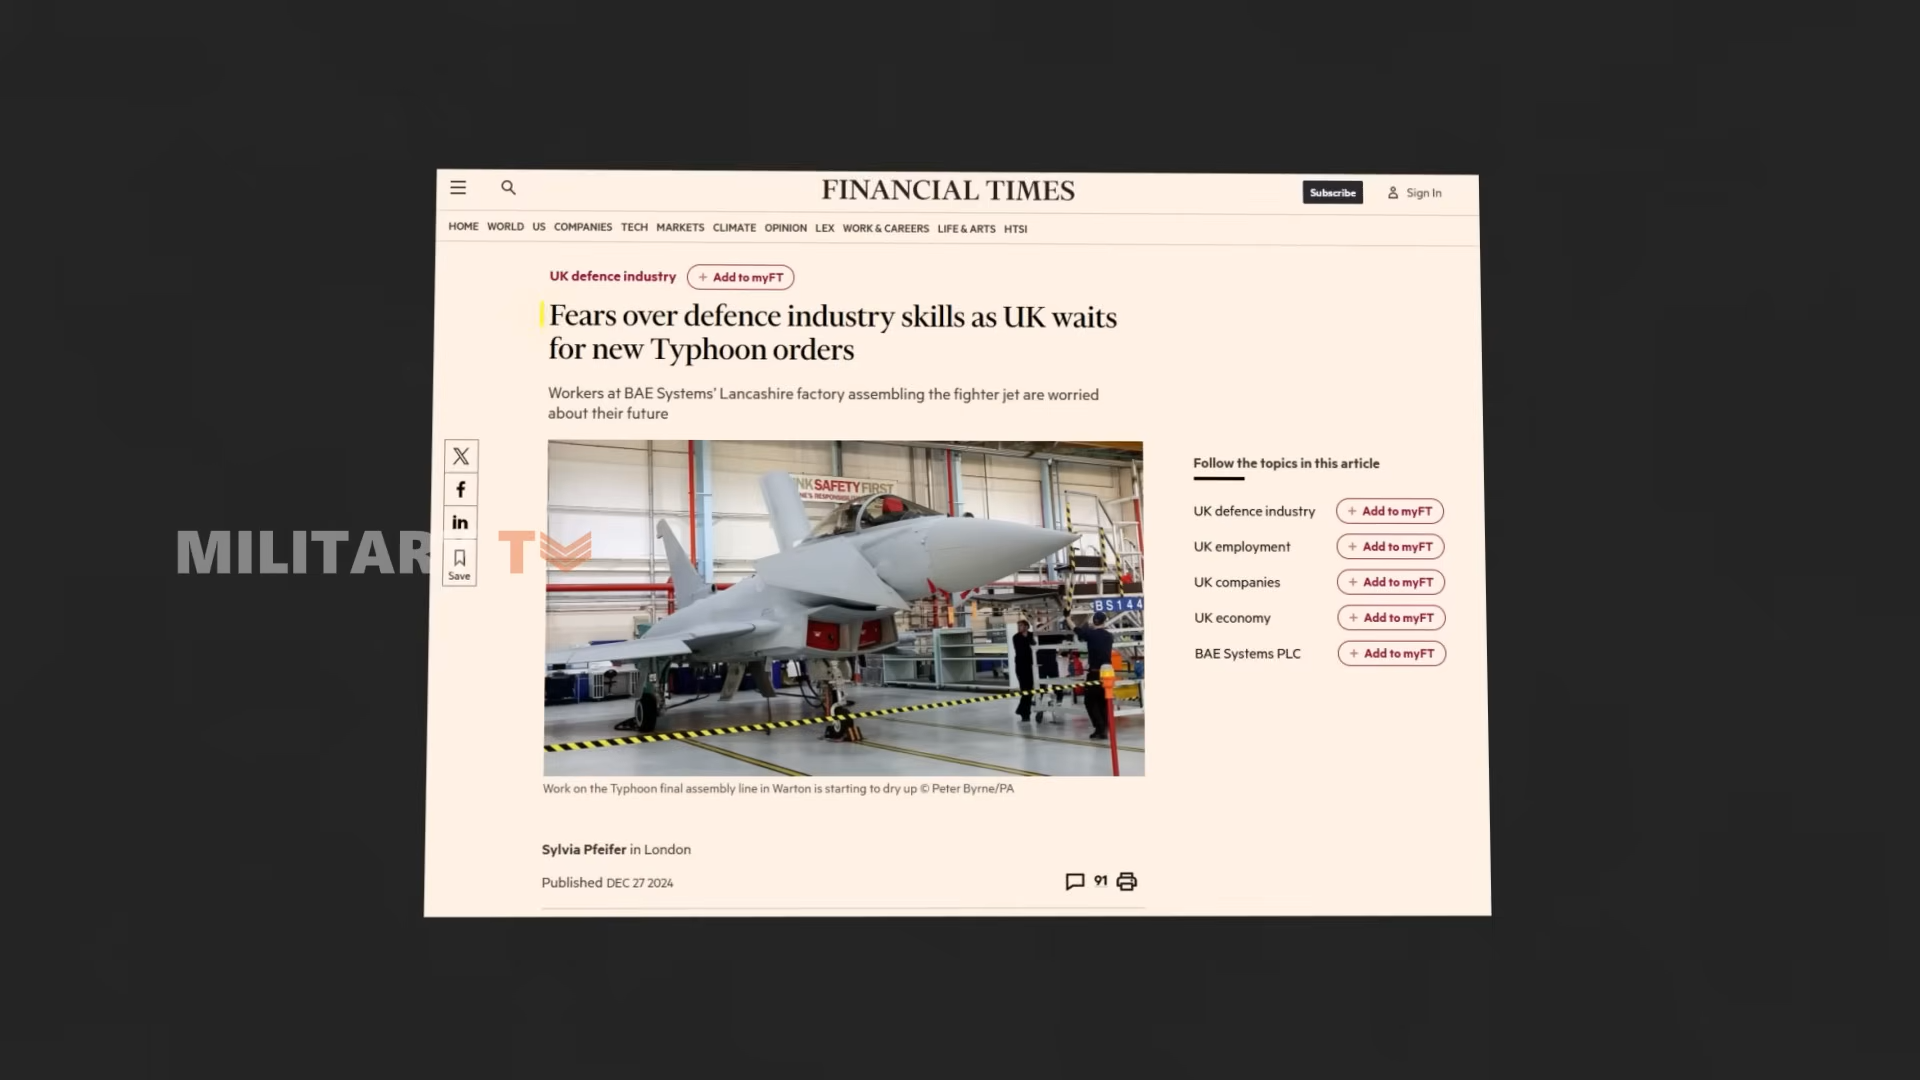 FINANCIAL TIMES
Subscribe
Sign In
HOME WORLD US COMPANIES TECH MARKETS CLIMATE OPINION LEX WORK & CAREERS LIFE & ARTS HTSI
UK defence industry
+ Add to myFT
Fears over defence industry skills as UK waits
for new Typhoon orders
Workers at BAE Systems' Lancashire factory assembling the fighter jet are worried
about their future
SAFETY FIRST
BS144
Save
MILITAR TV
Follow the topics in this article
UK defence industry + Add to myFT
UK employment + Add to myFT
UK companies + Add to myFT
UK economy + Add to myFT
BAE Systems PLC + Add to myFT
Work on the Typhoon final assembly line in Warton is starting to dry up © Peter Byrne/PA
Sylvia Pfeifer in London
Published DEC 27 2024
91